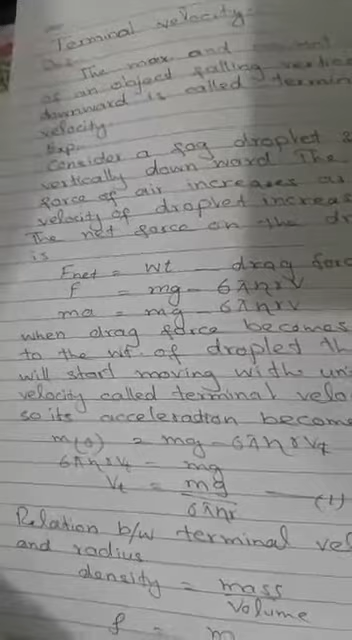 Terminal velocity:-
The max and
of an object falling vertica
downward is called termin
velocity.
Exp.
Consider a fog droplet
vertically down ward The
force of air increases as
velocity of droplet increas
The net force on the dr
is
Fnet = wt - drag forc
F = mg - 6πηrv
ma = mg - 6πηrv
when drag force becomes
to the wt. of droplet th
will start moving withe uni
velocity called terminal velo
so its acceleration become
m(0) = mg - 6πηrvt
6πηrvt = mg
vt = mg — (1)
6πηr
Relation b/w terminal vel
and radius
density = mass
Volume
f = m